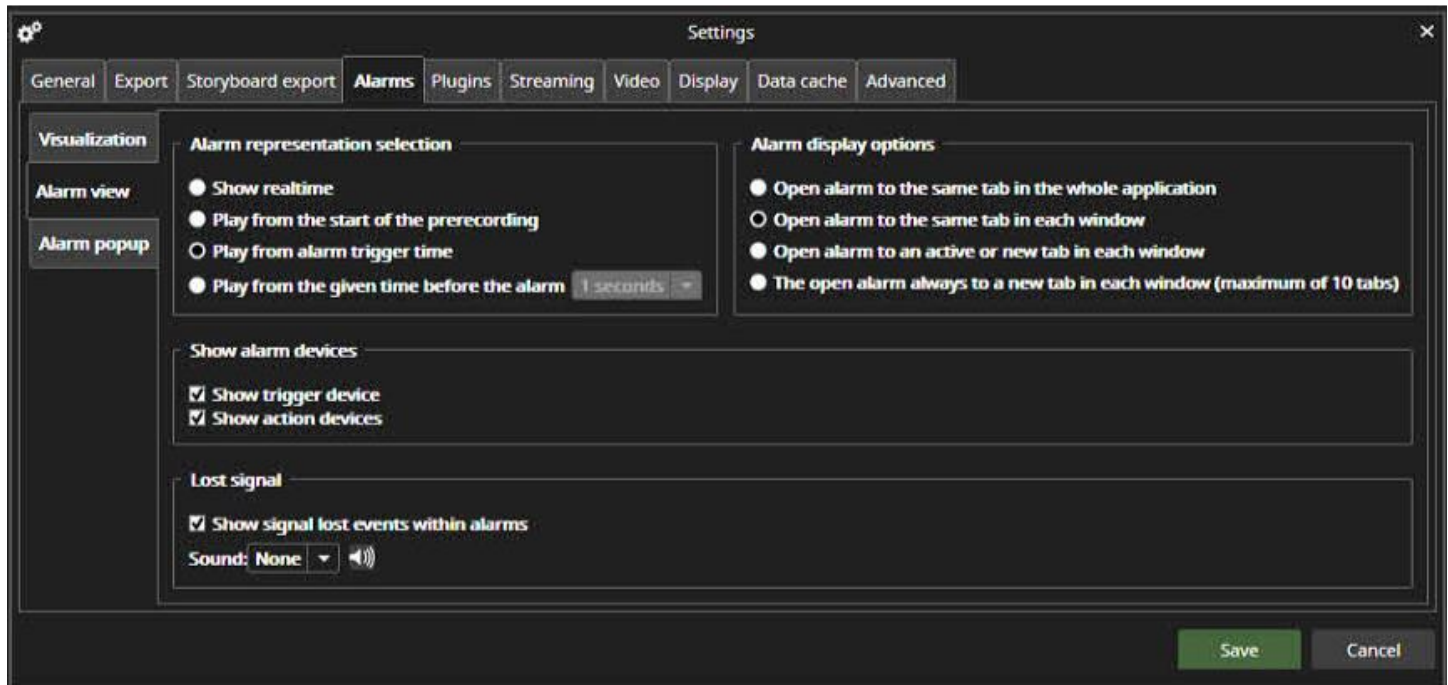 Settings
General Export Storyboard export Alarms Plugins Streaming Video Display Data cache Advanced
Visualization
Alarm view
Alarm popup
Alarm representation selection
Show realtime
Play from the start of the prerecording
Play from alarm trigger time
Play from the given time before the alarm 1 seconds
Alarm display options
Open alarm to the same tab in the whole application
Open alarm to the same tab in each window
Open alarm to an active or new tab in each window
The open alarm always to a new tab in each window (maximum of 10 tabs)
Show alarm devices
Show trigger device
Show action devices
Lost signal
Show signal lost events within alarms
Sound: None
Save Cancel